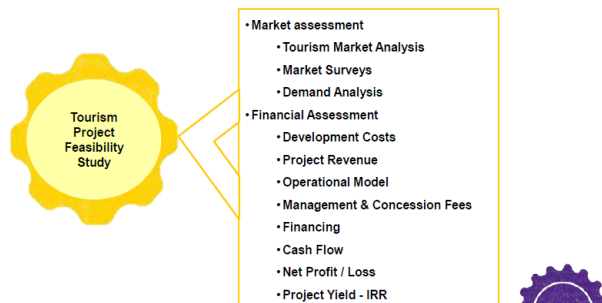 Tourism
Project
Feasibility
Study
• Market assessment
• Tourism Market Analysis
• Market Surveys
• Demand Analysis
• Financial Assessment
• Development Costs
• Project Revenue
• Operational Model
• Management & Concession Fees
• Financing
• Cash Flow
• Net Profit / Loss
• Project Yield - IRR